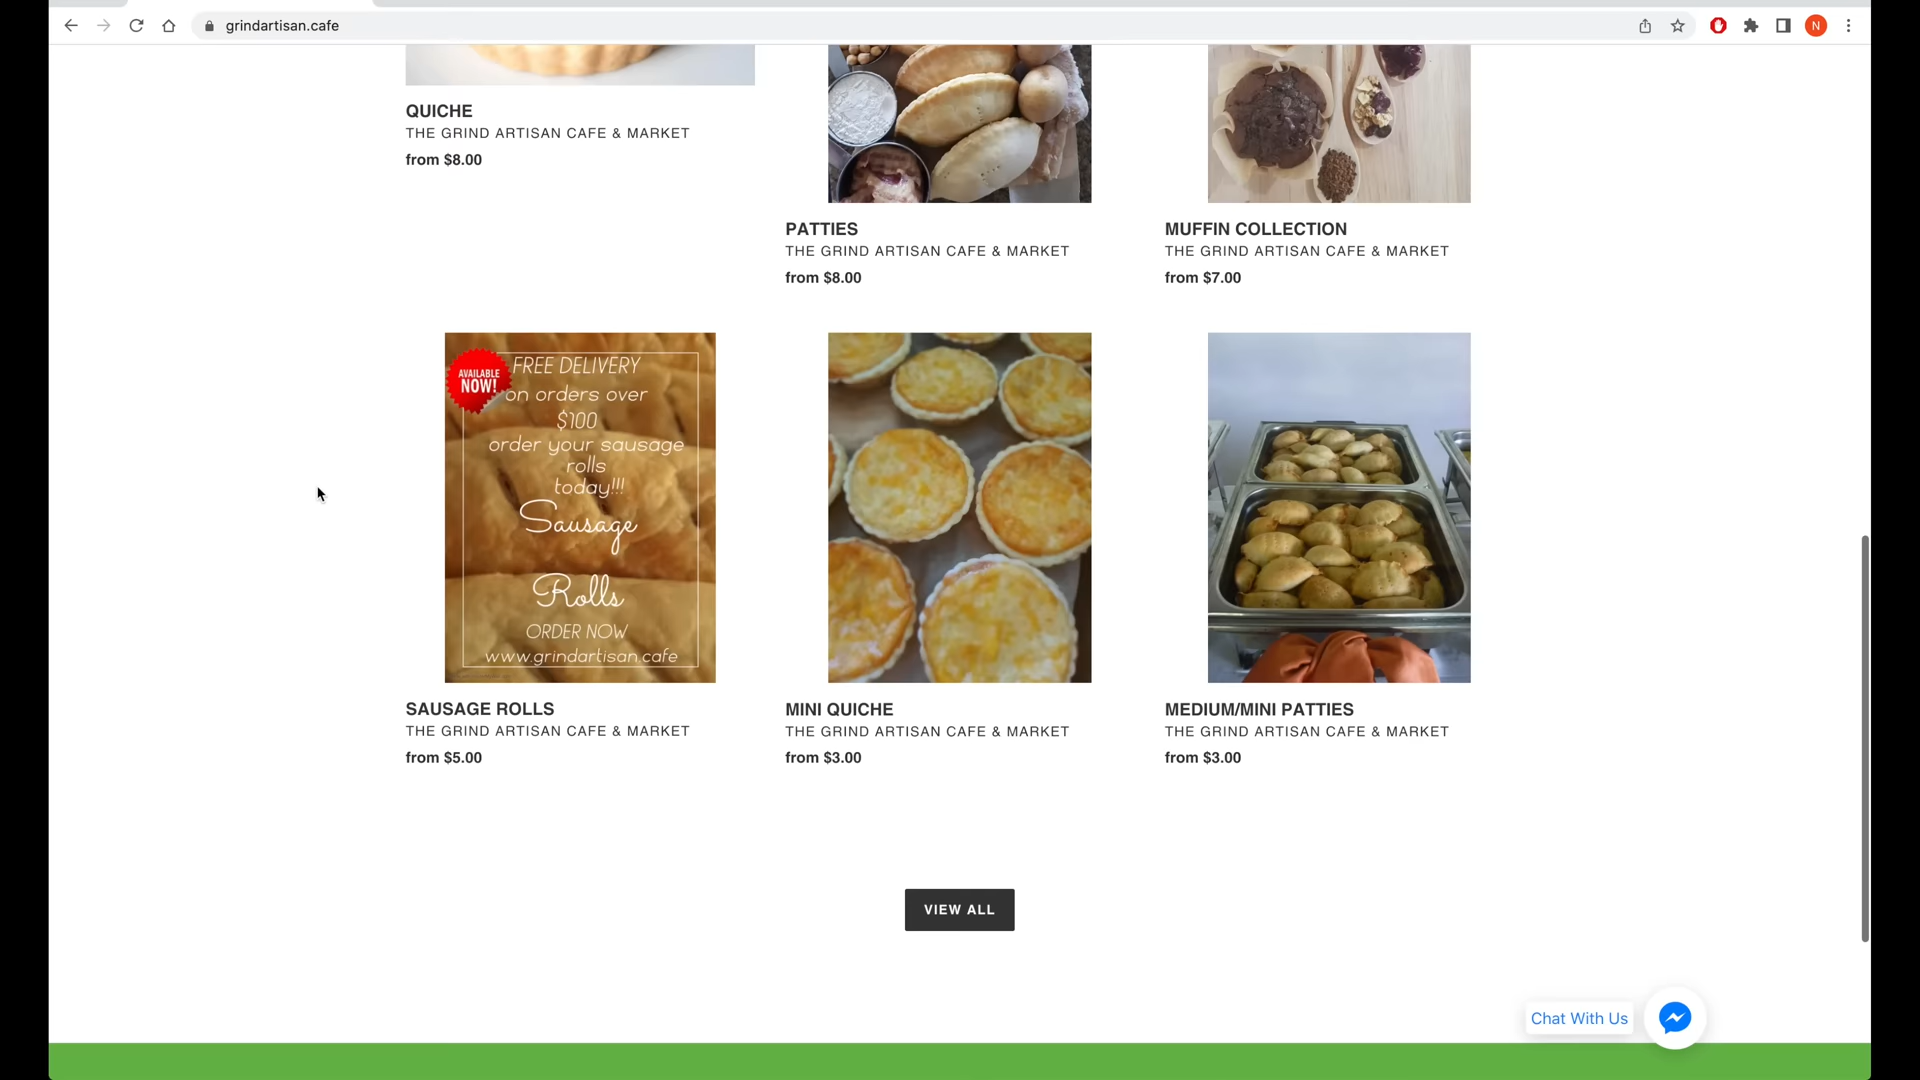 grindartisan.cafe
N
QUICHE
THE GRIND ARTISAN CAFE & MARKET
from $8.00
PATTIES
THE GRIND ARTISAN CAFE & MARKET
from $8.00
MUFFIN COLLECTION
THE GRIND ARTISAN CAFE & MARKET
from $7.00
AVAILABLE
NOW!
FREE DELIVERY
on orders over
$100
order your sausage
rolls
today!!!
Sausage
Rolls
ORDER NOW
www.grindartisan.cafe
SAUSAGE ROLLS
THE GRIND ARTISAN CAFE & MARKET
from $5.00
MINI QUICHE
THE GRIND ARTISAN CAFE & MARKET
from $3.00
MEDIUM/MINI PATTIES
THE GRIND ARTISAN CAFE & MARKET
from $3.00
VIEW ALL
Chat With Us